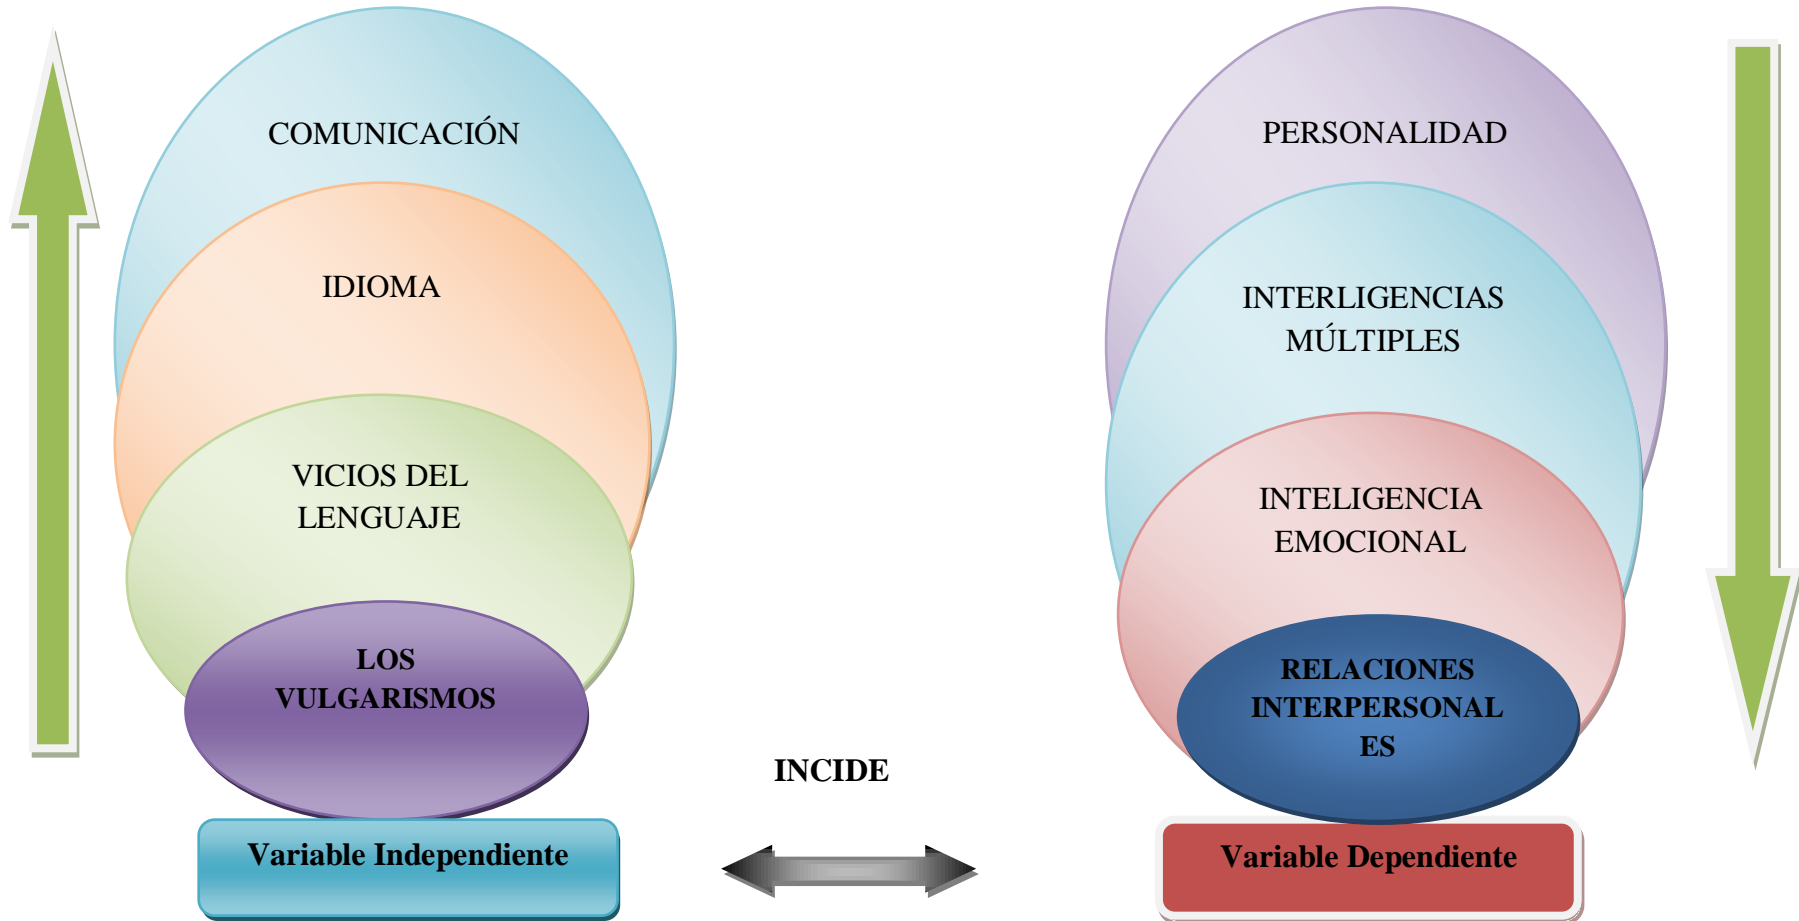 COMUNICACIÓN
IDIOMA
VICIOS DEL
LENGUAJE
LOS
VULGARISMOS
Variable Independiente
INCIDE
PERSONALIDAD
INTERLIGENCIAS
MÚLTIPLES
INTELIGENCIA
EMOCIONAL
RELACIONES
INTERPERSONAL
ES
Variable Dependiente